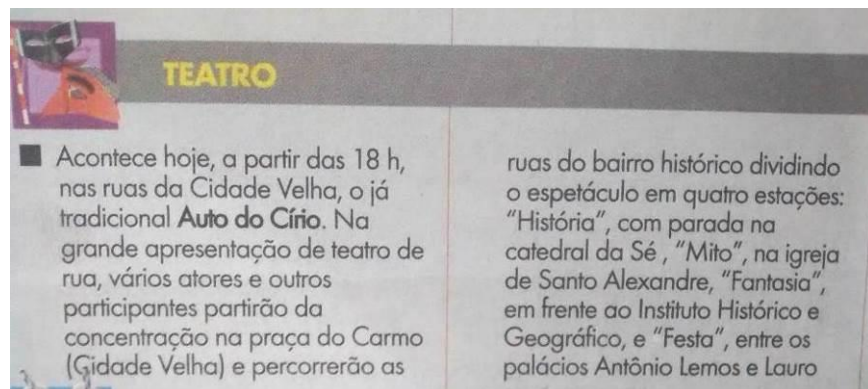 TEATRO
■ Acontece hoje, a partir das 18 h,
nas ruas da Cidade Velha, o já
tradicional Auto do Círio. Na
grande apresentação de teatro de
rua, vários atores e outros
participantes partirão da
concentração na praça do Carmo
(Cidade Velha) e percorrerão as
ruas do bairro histórico dividindo
o espetáculo em quatro estações:
"História", com parada na
catedral da Sé , "Mito", na igreja
de Santo Alexandre, "Fantasia",
em frente ao Instituto Histórico e
Geográfico, e "Festa", entre os
palácios Antônio Lemos e Lauro